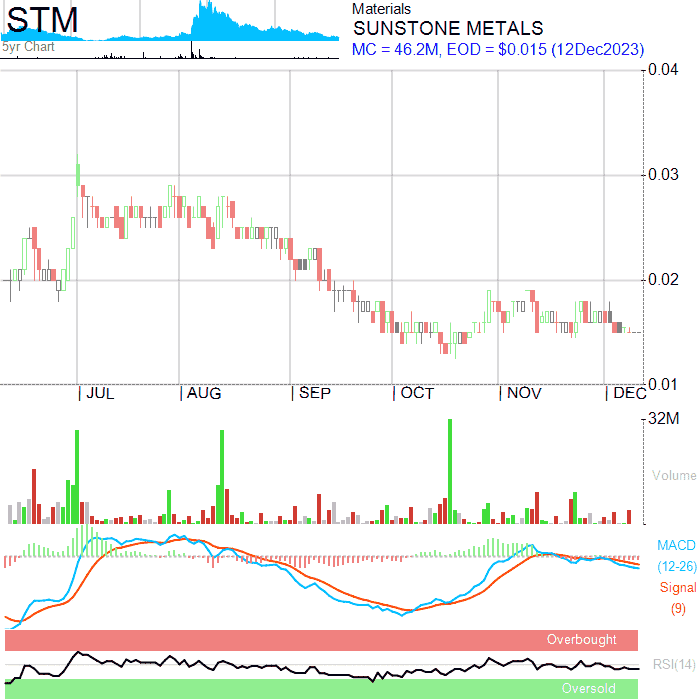 STM
5yr Chart
Materials
SUNSTONE METALS
MC = 46.2M, EOD = $0.015 (12Dec2023)
0.04
0.03
0.02
0.01
| JUL | AUG | SEP | OCT | NOV | DEC
32M
Volume
MACD
(12-26)
Signal
(9)
Overbought
RSI(14)
Oversold